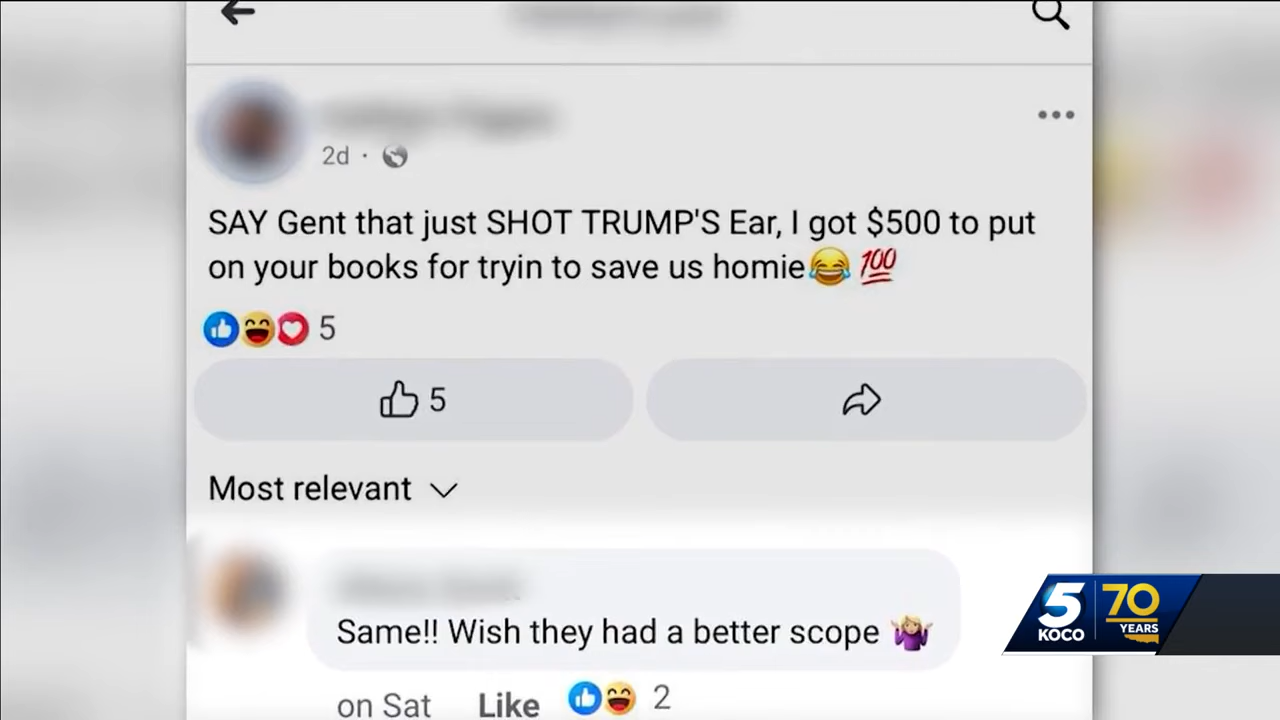 2d ·
SAY Gent that just SHOT TRUMP'S Ear, I got $500 to put
on your books for tryin to save us homie😂 💯
5
5
Most relevant
Same!! Wish they had a better scope 🤷🏼‍♀️
on Sat Like 2
5 70
KOCO YEARS